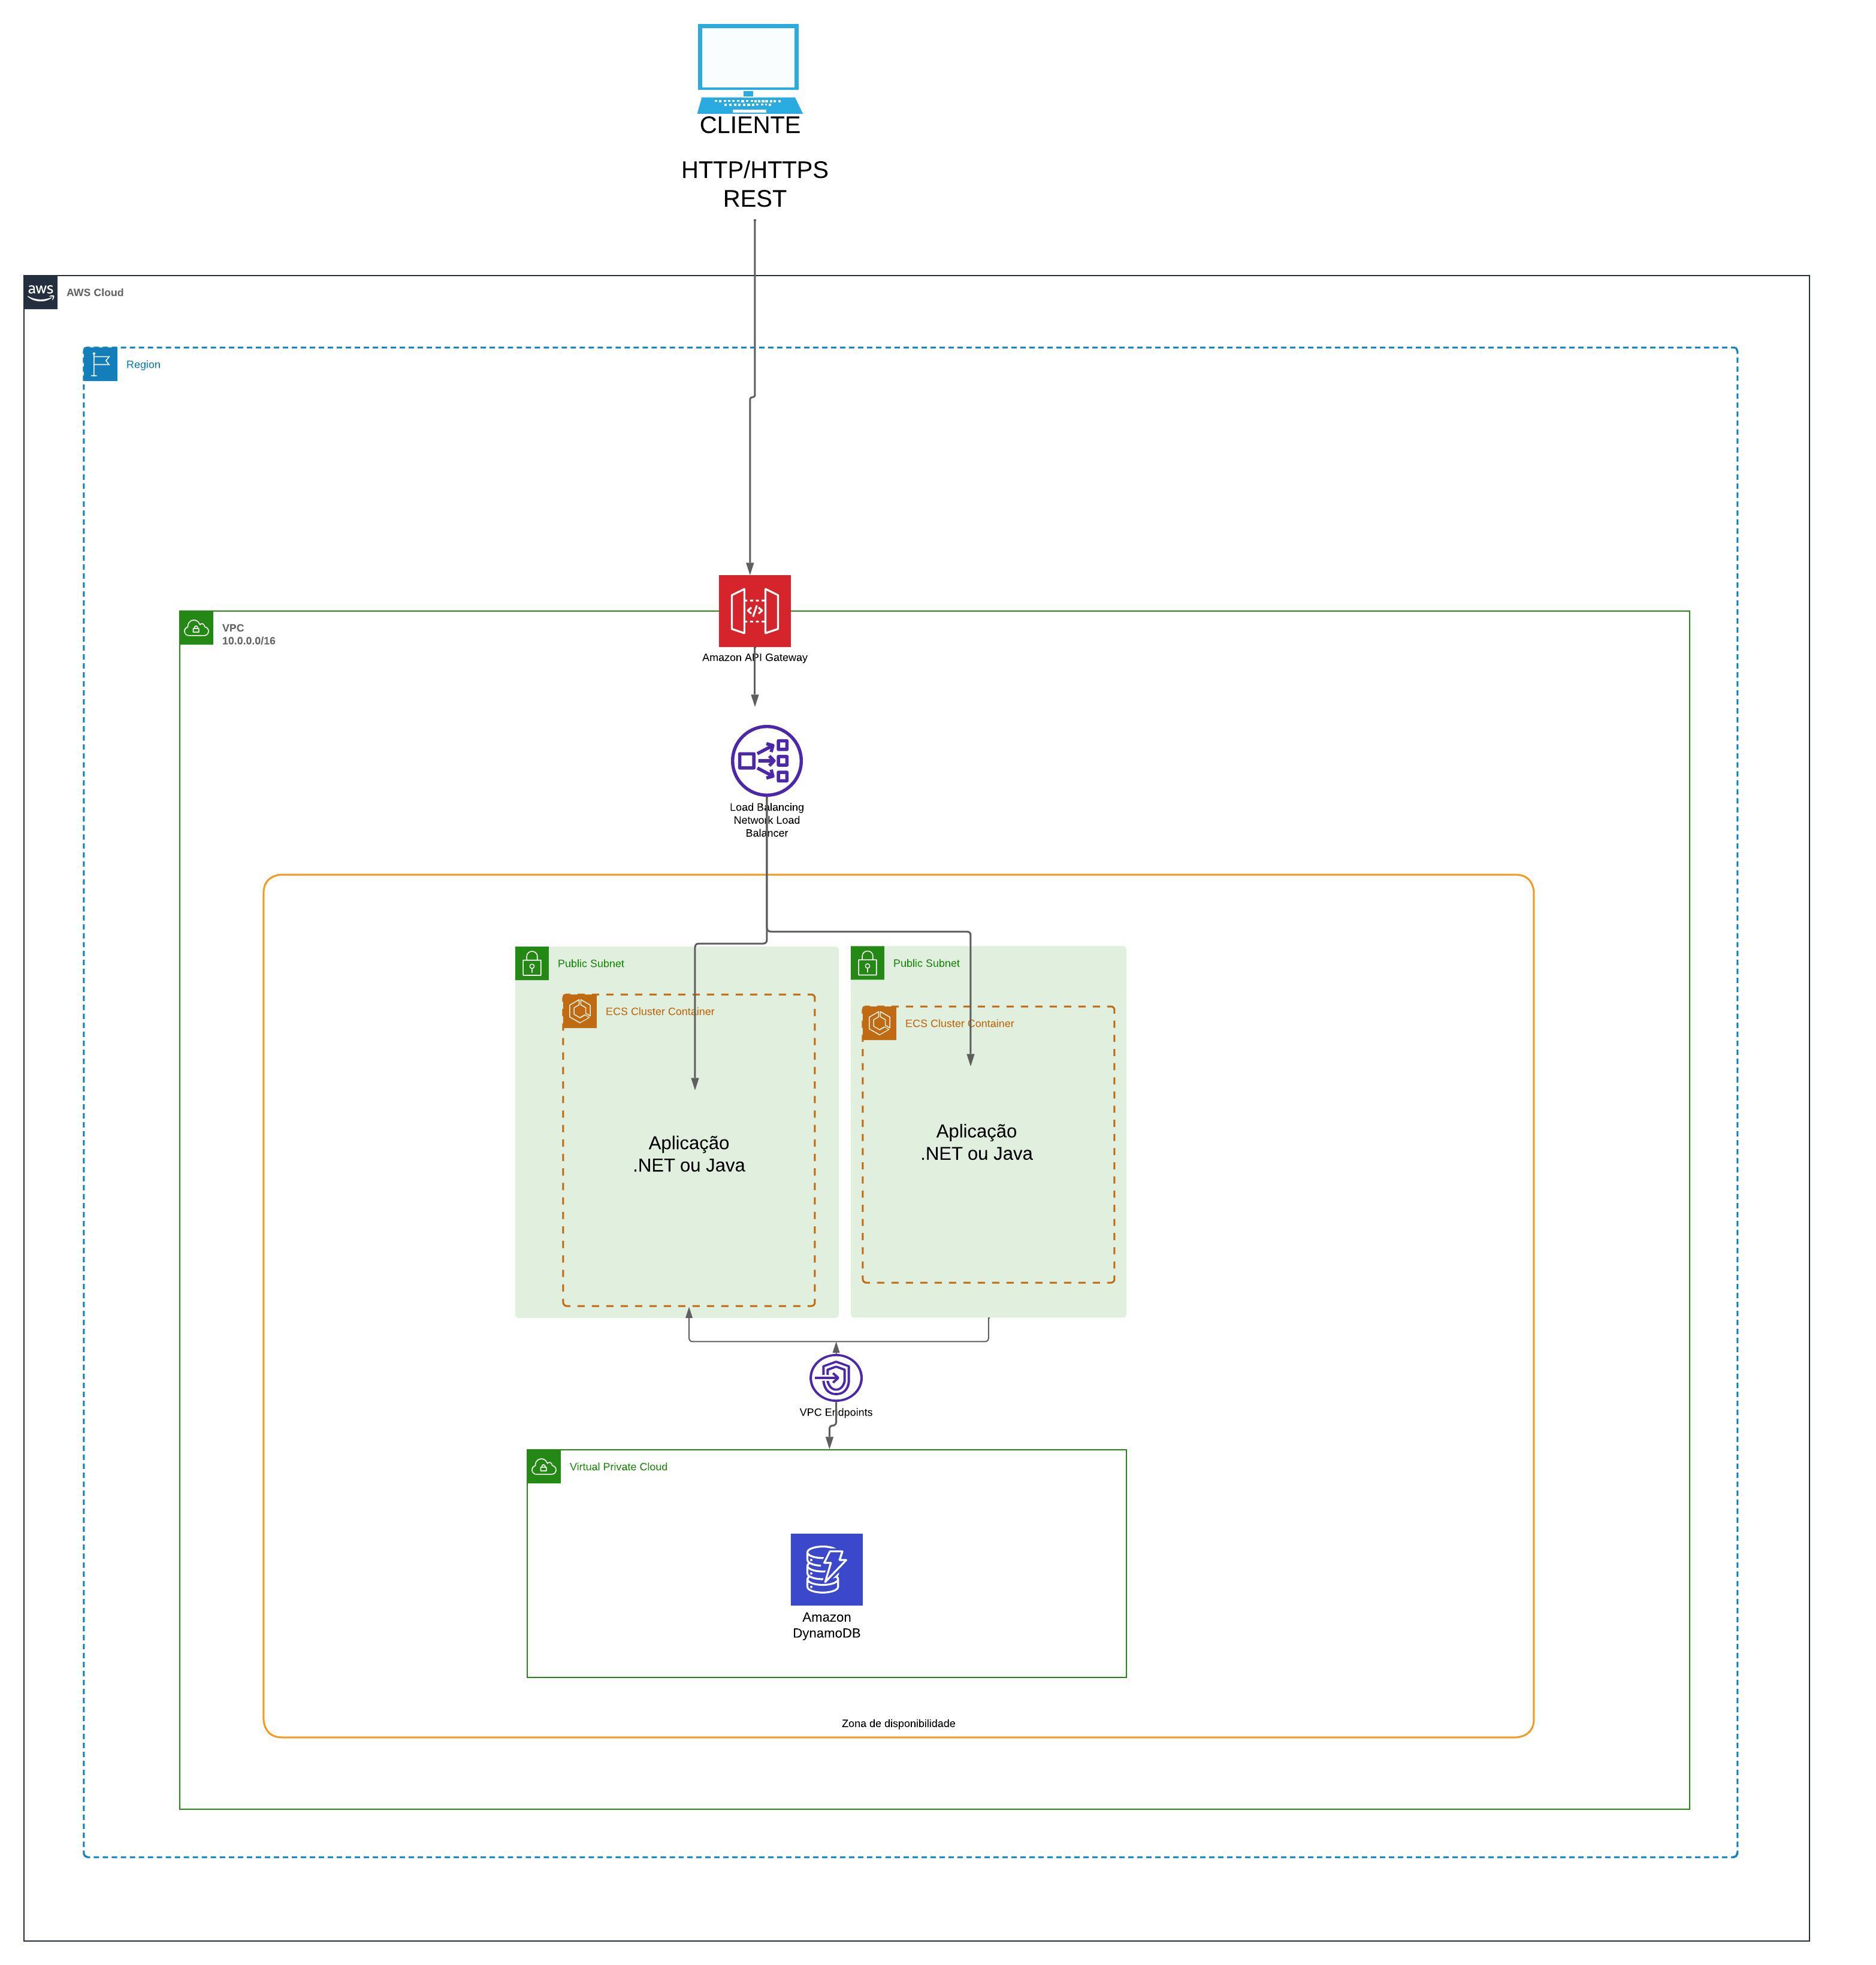 CLIENTE
HTTP/HTTPS
REST
aws
AWS Cloud
Region
VPC
10.0.0.0/16
Amazon API Gateway
Load Balancing
Network Load
Balancer
Public Subnet
Public Subnet
ECS Cluster Container
ECS Cluster Container
Aplicação
.NET ou Java
Aplicação
.NET ou Java
VPC Endpoints
Virtual Private Cloud
Amazon
DynamoDB
Zona de disponibilidade